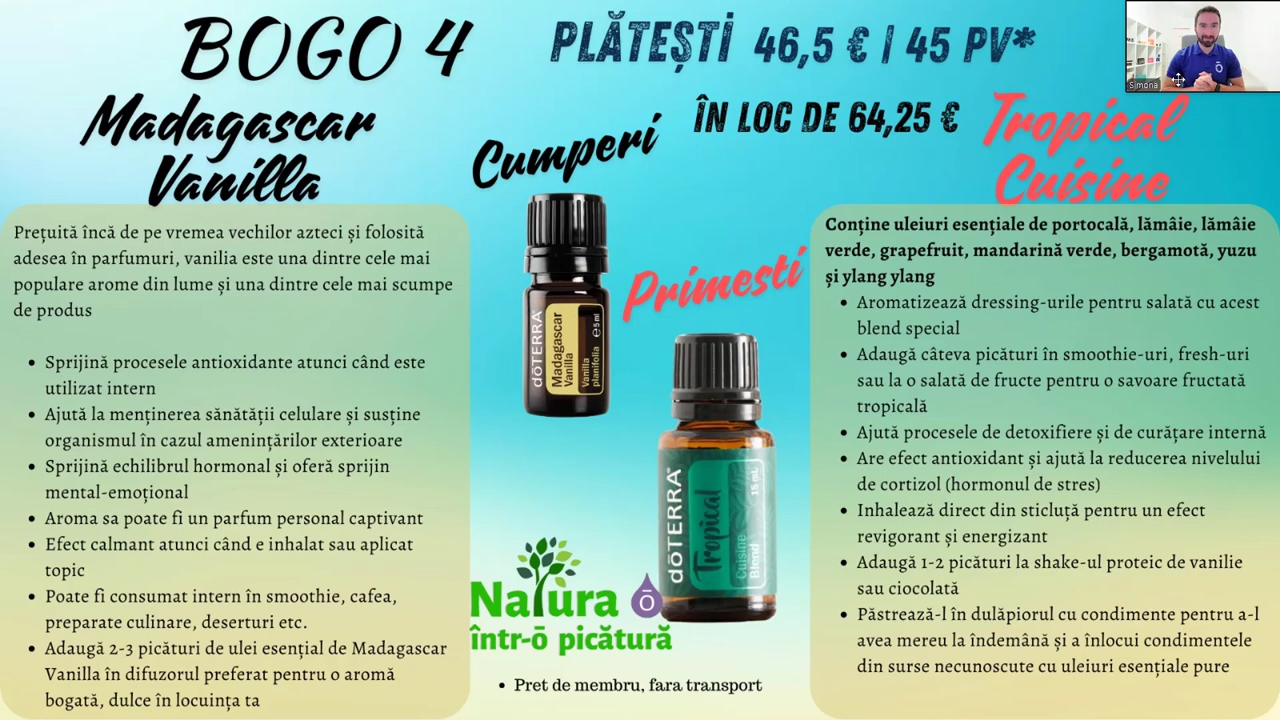 BOGO 4
PLĂTEȘTI 46,5 € | 45 PV*
ÎN LOC DE 64,25 €
Simona
Madagascar
Vanilla
Cumperi
Primesti
Tropical
Cuisine
Prețuită încă de pe vremea vechilor azteci și folosită
adesea în parfumuri, vanilia este una dintre cele mai
populare arome din lume și una dintre cele mai scumpe
de produs
• Sprijină procesele antioxidante atunci când este
utilizat intern
• Ajută la menținerea sănătății celulare și susține
organismul în cazul amenințărilor exterioare
• Sprijină echilibrul hormonal și oferă sprijin
mental-emoțional
• Aroma sa poate fi un parfum personal captivant
• Efect calmant atunci când e inhalat sau aplicat
topic
• Poate fi consumat intern în smoothie, cafea,
preparate culinare, deserturi etc.
• Adaugă 2-3 picături de ulei esențial de Madagascar
Vanilla în difuzorul preferat pentru o aromă
bogată, dulce în locuința ta
dōTERRA®
Madagascar
Vanilla
Vanilla
planifolia
℮ 5 ml
dōTERRA®
Tropical
Cuisine
Blend
15 mL
Natura ō
într-ō picătură
• Pret de membru, fara transport
Conține uleiuri esențiale de portocală, lămâie, lămâie
verde, grapefruit, mandarină verde, bergamotă, yuzu
și ylang ylang
• Aromatizează dressing-urile pentru salată cu acest
blend special
• Adaugă câteva picături în smoothie-uri, fresh-uri
sau la o salată de fructe pentru o savoare fructată
tropicală
• Ajută procesele de detoxifiere și de curățare internă
• Are efect antioxidant și ajută la reducerea nivelului
de cortizol (hormonul de stres)
• Inhalează direct din sticluță pentru un efect
revigorant și energizant
• Adaugă 1-2 picături la shake-ul proteic de vanilie
sau ciocolată
• Păstrează-l în dulăpiorul cu condimente pentru a-l
avea mereu la îndemână și a înlocui condimentele
din surse necunoscute cu uleiuri esențiale pure